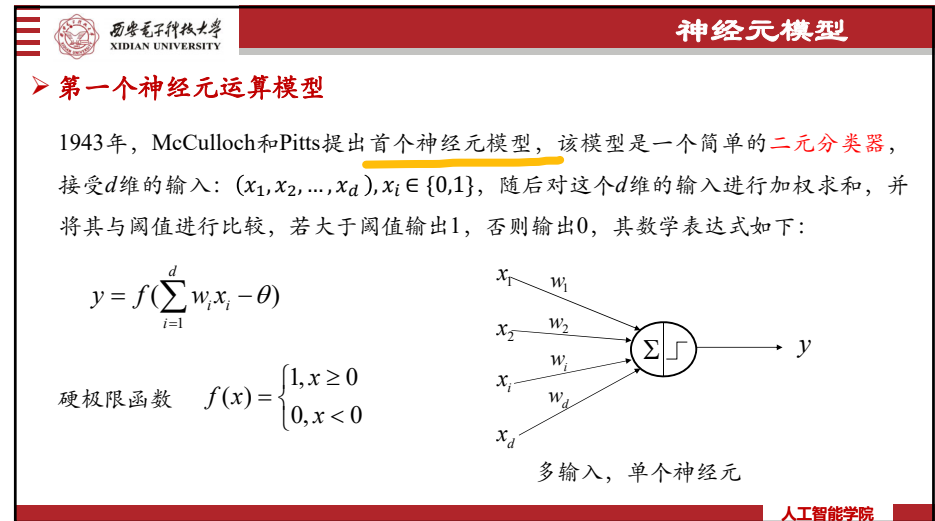 西安电子科技大学
XIDIAN UNIVERSITY
神经元模型
➢ 第一个神经元运算模型
1943年，McCulloch和Pitts提出首个神经元模型，该模型是一个简单的二元分类器，
接受d维的输入：(x₁, x₂, …, x_d), x_i ∈ {0,1}，随后对这个d维的输入进行加权求和，并
将其与阈值进行比较，若大于阈值输出1，否则输出0，其数学表达式如下：
y = f(∑_{i=1}^{d} w_i x_i − θ)
硬极限函数 f(x) = {1, x ≥ 0
0, x < 0
x₁ w₁
x₂ w₂
x_i w_i
x_d w_d
Σ
y
多输入，单个神经元
人工智能学院